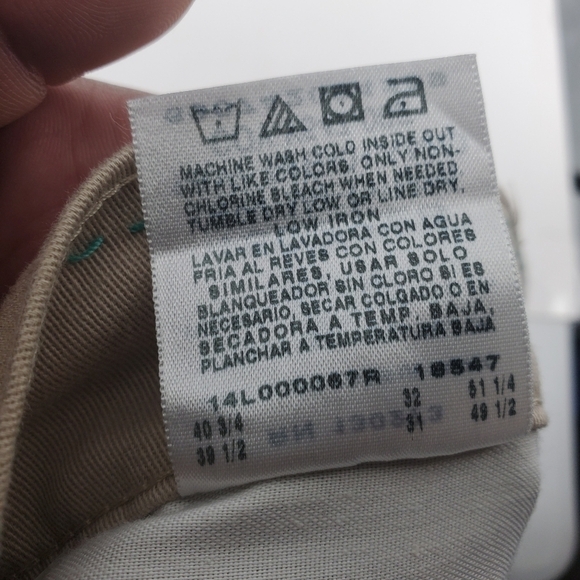 MACHINE WASH COLD INSIDE OUT
WITH LIKE COLORS, ONLY NON-
CHLORINE BLEACH WHEN NEEDED
TUMBLE DRY LOW OR LINE DRY,
LOW IRON
LAVAR EN LAVADORA CON AGUA
FRIA AL REVES CON COLORES
SIMILARES, USAR SOLO
BLANQUEADOR SIN CLORO SI ES
NECESARIO, SECAR COLGADO O EN
SECADORA A TEMP. BAJA,
PLANCHAR A TEMPERATURA BAJA
14L000067R 18547
40 3/4 32 51 1/4
39 1/2 31 49 1/2